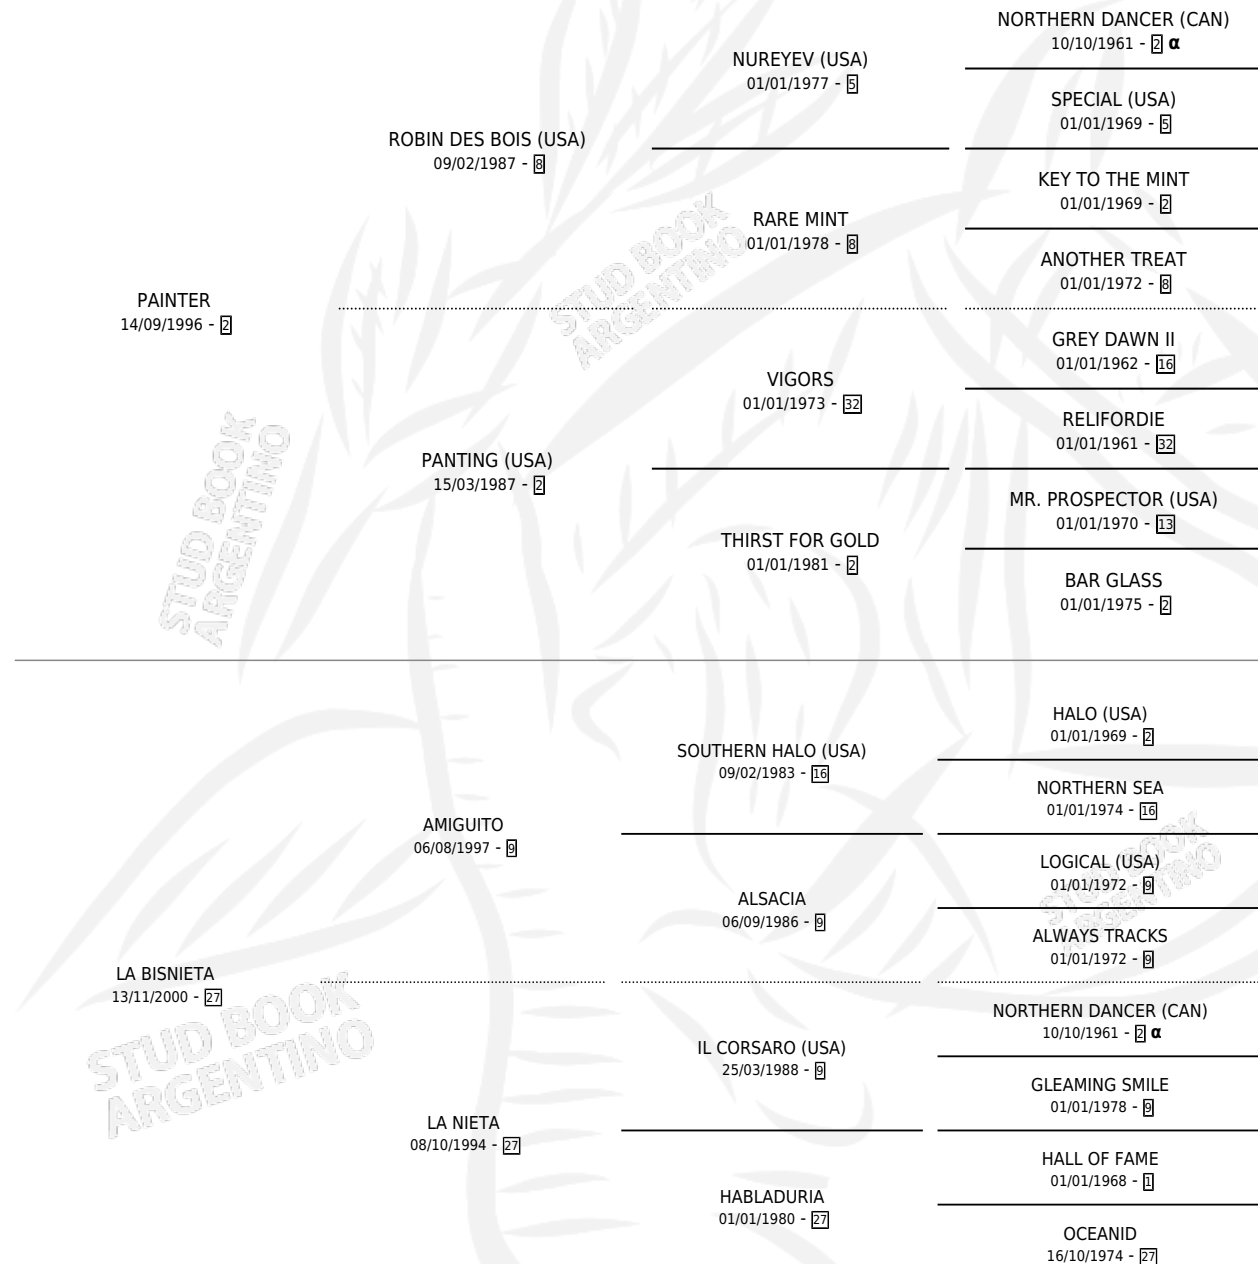 NORTHERN DANCER (CAN)
10/10/1961 - 2 α
NUREYEV (USA)
01/01/1977 - 5
SPECIAL (USA)
01/01/1969 - 5
ROBIN DES BOIS (USA)
09/02/1987 - 8
KEY TO THE MINT
01/01/1969 - 2
RARE MINT
01/01/1978 - 8
ANOTHER TREAT
01/01/1972 - 8
PAINTER
14/09/1996 - 2
GREY DAWN II
01/01/1962 - 16
VIGORS
01/01/1973 - 32
RELIFORDIE
01/01/1961 - 32
PANTING (USA)
15/03/1987 - 2
MR. PROSPECTOR (USA)
01/01/1970 - 13
THIRST FOR GOLD
01/01/1981 - 2
BAR GLASS
01/01/1975 - 2
HALO (USA)
01/01/1969 - 2
SOUTHERN HALO (USA)
09/02/1983 - 16
NORTHERN SEA
01/01/1974 - 16
AMIGUITO
06/08/1997 - 9
LOGICAL (USA)
01/01/1972 - 9
ALSACIA
06/09/1986 - 9
ALWAYS TRACKS
01/01/1972 - 9
LA BISNIETA
13/11/2000 - 27
NORTHERN DANCER (CAN)
10/10/1961 - 2 α
IL CORSARO (USA)
25/03/1988 - 9
GLEAMING SMILE
01/01/1978 - 9
LA NIETA
08/10/1994 - 27
HALL OF FAME
01/01/1968 - 1
HABLADURIA
01/01/1980 - 27
OCEANID
16/10/1974 - 27
STUD BOOK
ARGENTINO
STUD BOOK
ARGENTINO
STUD BOOK
ARGENTINO
STUD BOOK
ARGENTINO